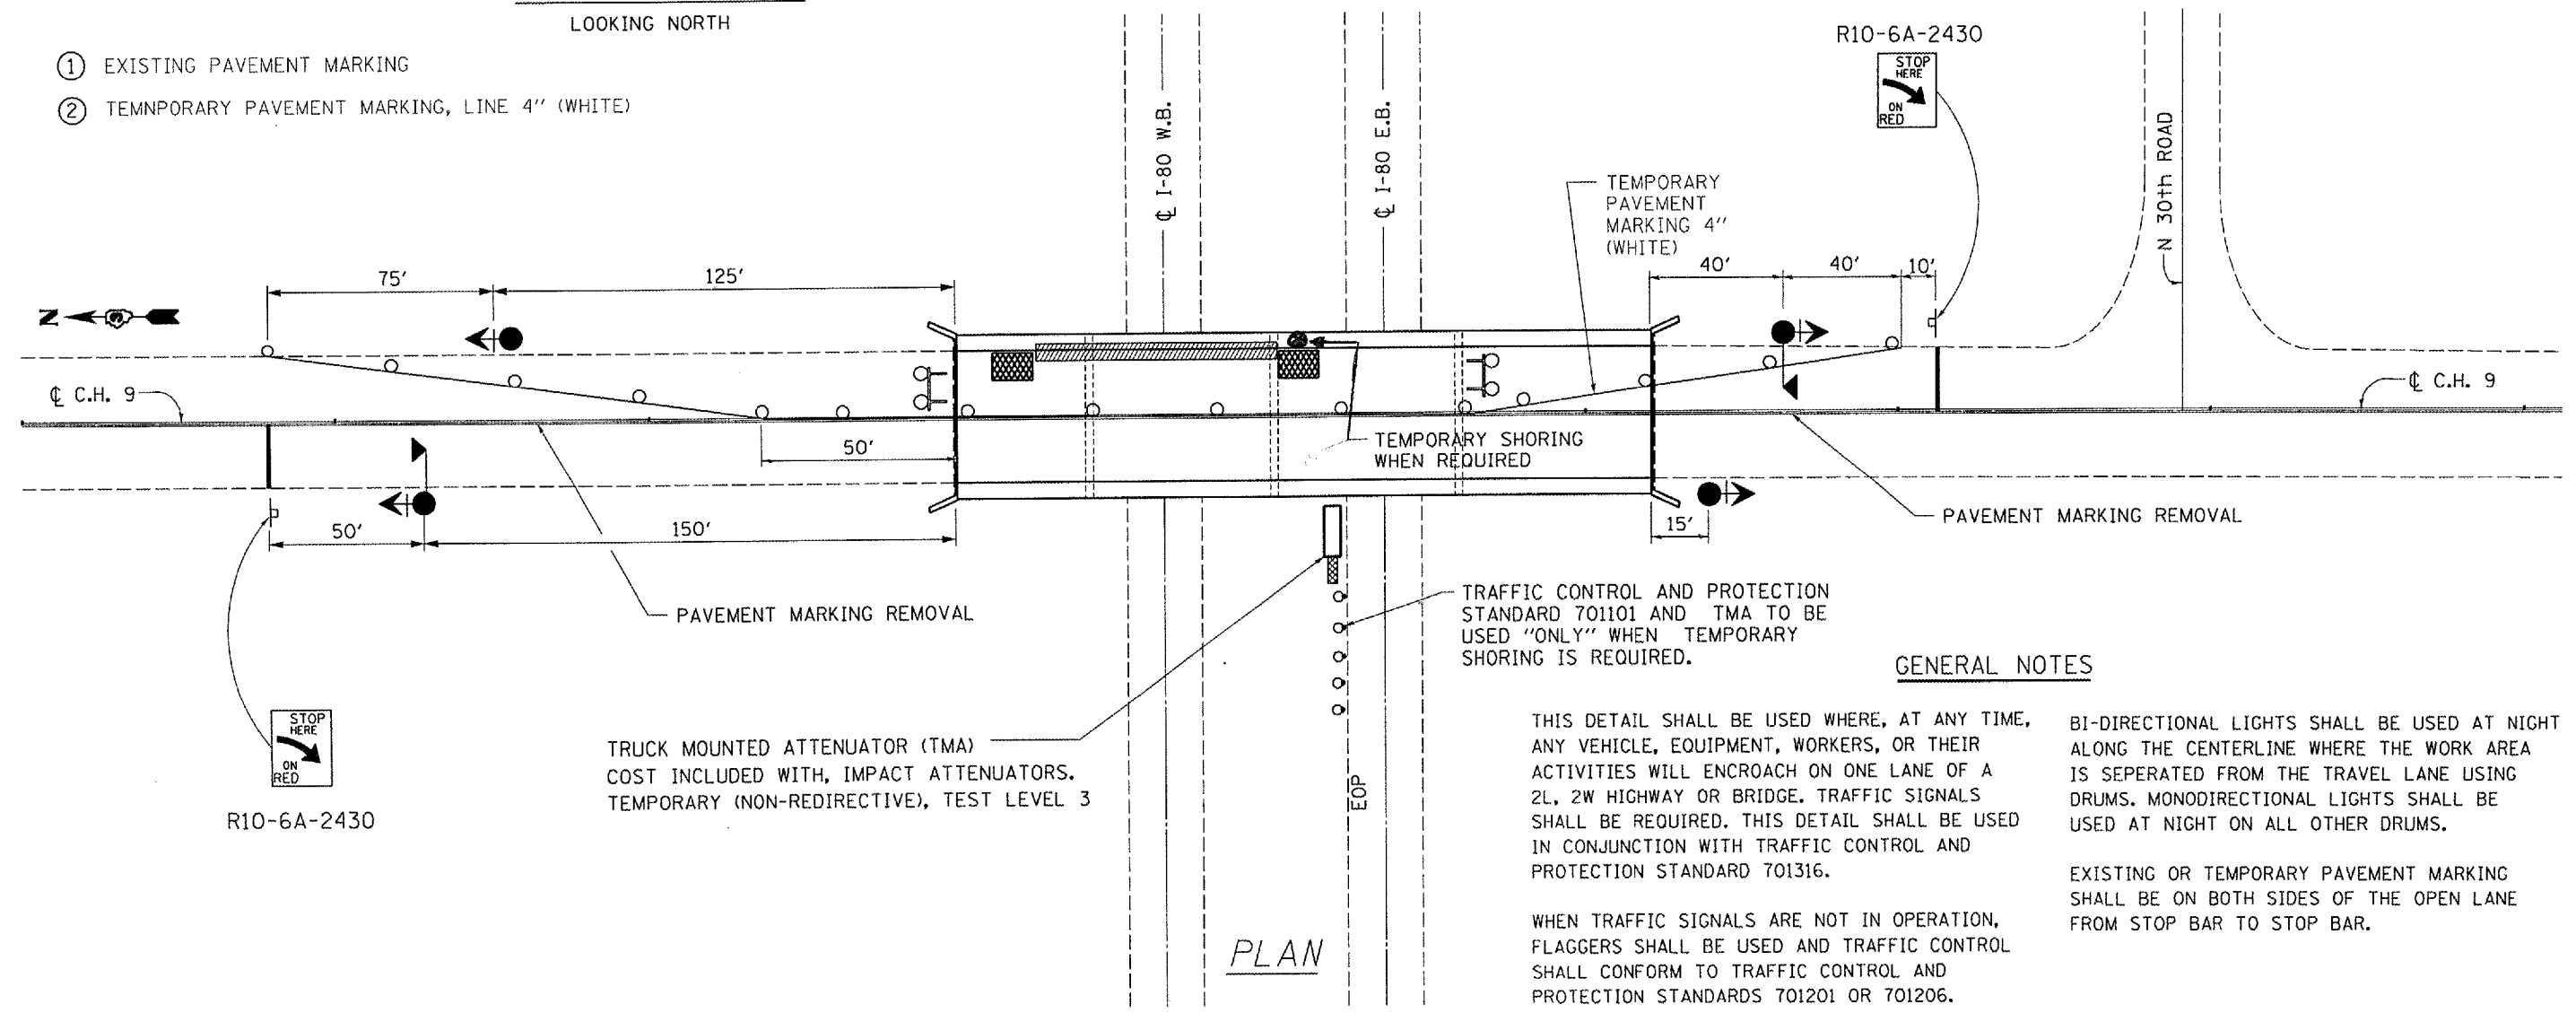 LOOKING NORTH
1 EXISTING PAVEMENT MARKING
2 TEMNPORARY PAVEMENT MARKING, LINE 4" (WHITE)
R10-6A-2430
STOP
HERE
ON
RED
℄ I-80 W.B.
℄ I-80 E.B.
N 30th ROAD
TEMPORARY
PAVEMENT
MARKING 4"
(WHITE)
75'
125'
40'
40'
10'
N
℄ C.H. 9
℄ C.H. 9
50'
TEMPORARY SHORING
WHEN REQUIRED
50'
150'
15'
PAVEMENT MARKING REMOVAL
PAVEMENT MARKING REMOVAL
TRAFFIC CONTROL AND PROTECTION
STANDARD 701101 AND TMA TO BE
USED "ONLY" WHEN TEMPORARY
SHORING IS REQUIRED.
STOP
HERE
ON
RED
R10-6A-2430
TRUCK MOUNTED ATTENUATOR (TMA)
COST INCLUDED WITH, IMPACT ATTENUATORS.
TEMPORARY (NON-REDIRECTIVE), TEST LEVEL 3
EOP
PLAN
GENERAL NOTES
THIS DETAIL SHALL BE USED WHERE, AT ANY TIME,
ANY VEHICLE, EQUIPMENT, WORKERS, OR THEIR
ACTIVITIES WILL ENCROACH ON ONE LANE OF A
2L, 2W HIGHWAY OR BRIDGE. TRAFFIC SIGNALS
SHALL BE REQUIRED. THIS DETAIL SHALL BE USED
IN CONJUNCTION WITH TRAFFIC CONTROL AND
PROTECTION STANDARD 701316.
WHEN TRAFFIC SIGNALS ARE NOT IN OPERATION,
FLAGGERS SHALL BE USED AND TRAFFIC CONTROL
SHALL CONFORM TO TRAFFIC CONTROL AND
PROTECTION STANDARDS 701201 OR 701206.
BI-DIRECTIONAL LIGHTS SHALL BE USED AT NIGHT
ALONG THE CENTERLINE WHERE THE WORK AREA
IS SEPERATED FROM THE TRAVEL LANE USING
DRUMS. MONODIRECTIONAL LIGHTS SHALL BE
USED AT NIGHT ON ALL OTHER DRUMS.
EXISTING OR TEMPORARY PAVEMENT MARKING
SHALL BE ON BOTH SIDES OF THE OPEN LANE
FROM STOP BAR TO STOP BAR.